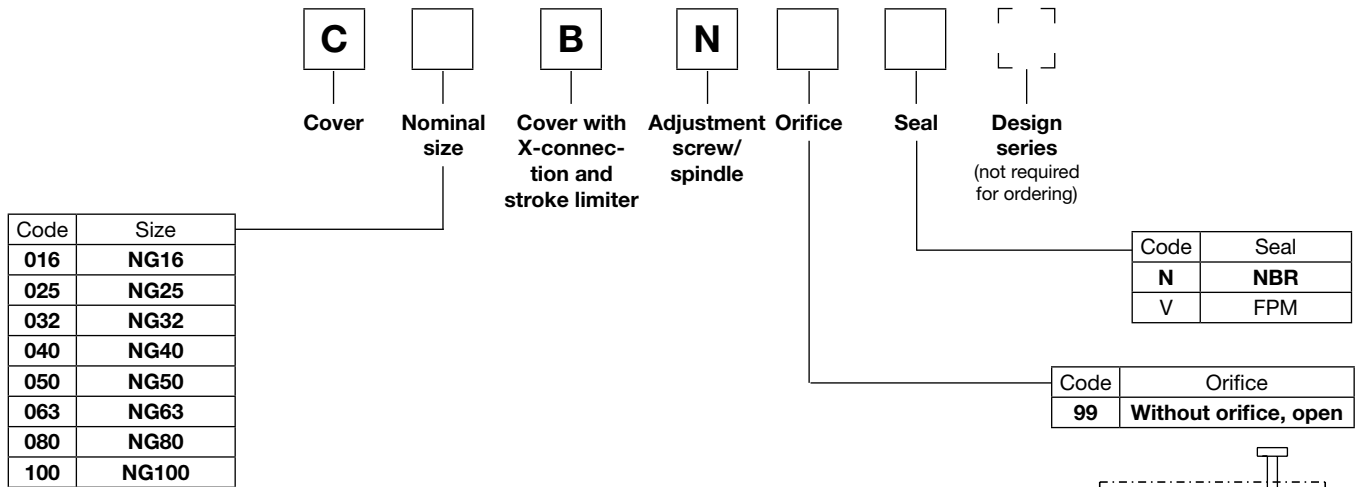 C B N
Cover Nominal Cover with Adjustment Orifice Seal Design
size X-connec- screw/ series
tion and spindle (not required
stroke limiter for ordering)
Code Size
016 NG16
025 NG25
032 NG32
040 NG40
050 NG50
063 NG63
080 NG80
100 NG100
Code Seal
N NBR
V FPM
Code Orifice
99 Without orifice, open